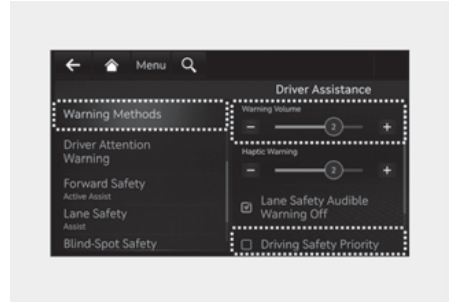 Menu
Driver Assistance
Warning Methods
Driver Attention
Warning
Forward Safety
Active Assist
Lane Safety
Assist
Blind-Spot Safety
Warning Volume
2
Haptic Warning
2
Lane Safety Audible
Warning Off
Driving Safety Priority